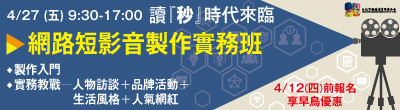 4/27 (五) 9:30-17:00 讀『秒』時代來臨
網路短影音製作實務班
◆製作入門
◆實務教戰—人物訪談+品牌活動+
生活風格+人氣網紅
4/12(四)前報名
享早鳥優惠